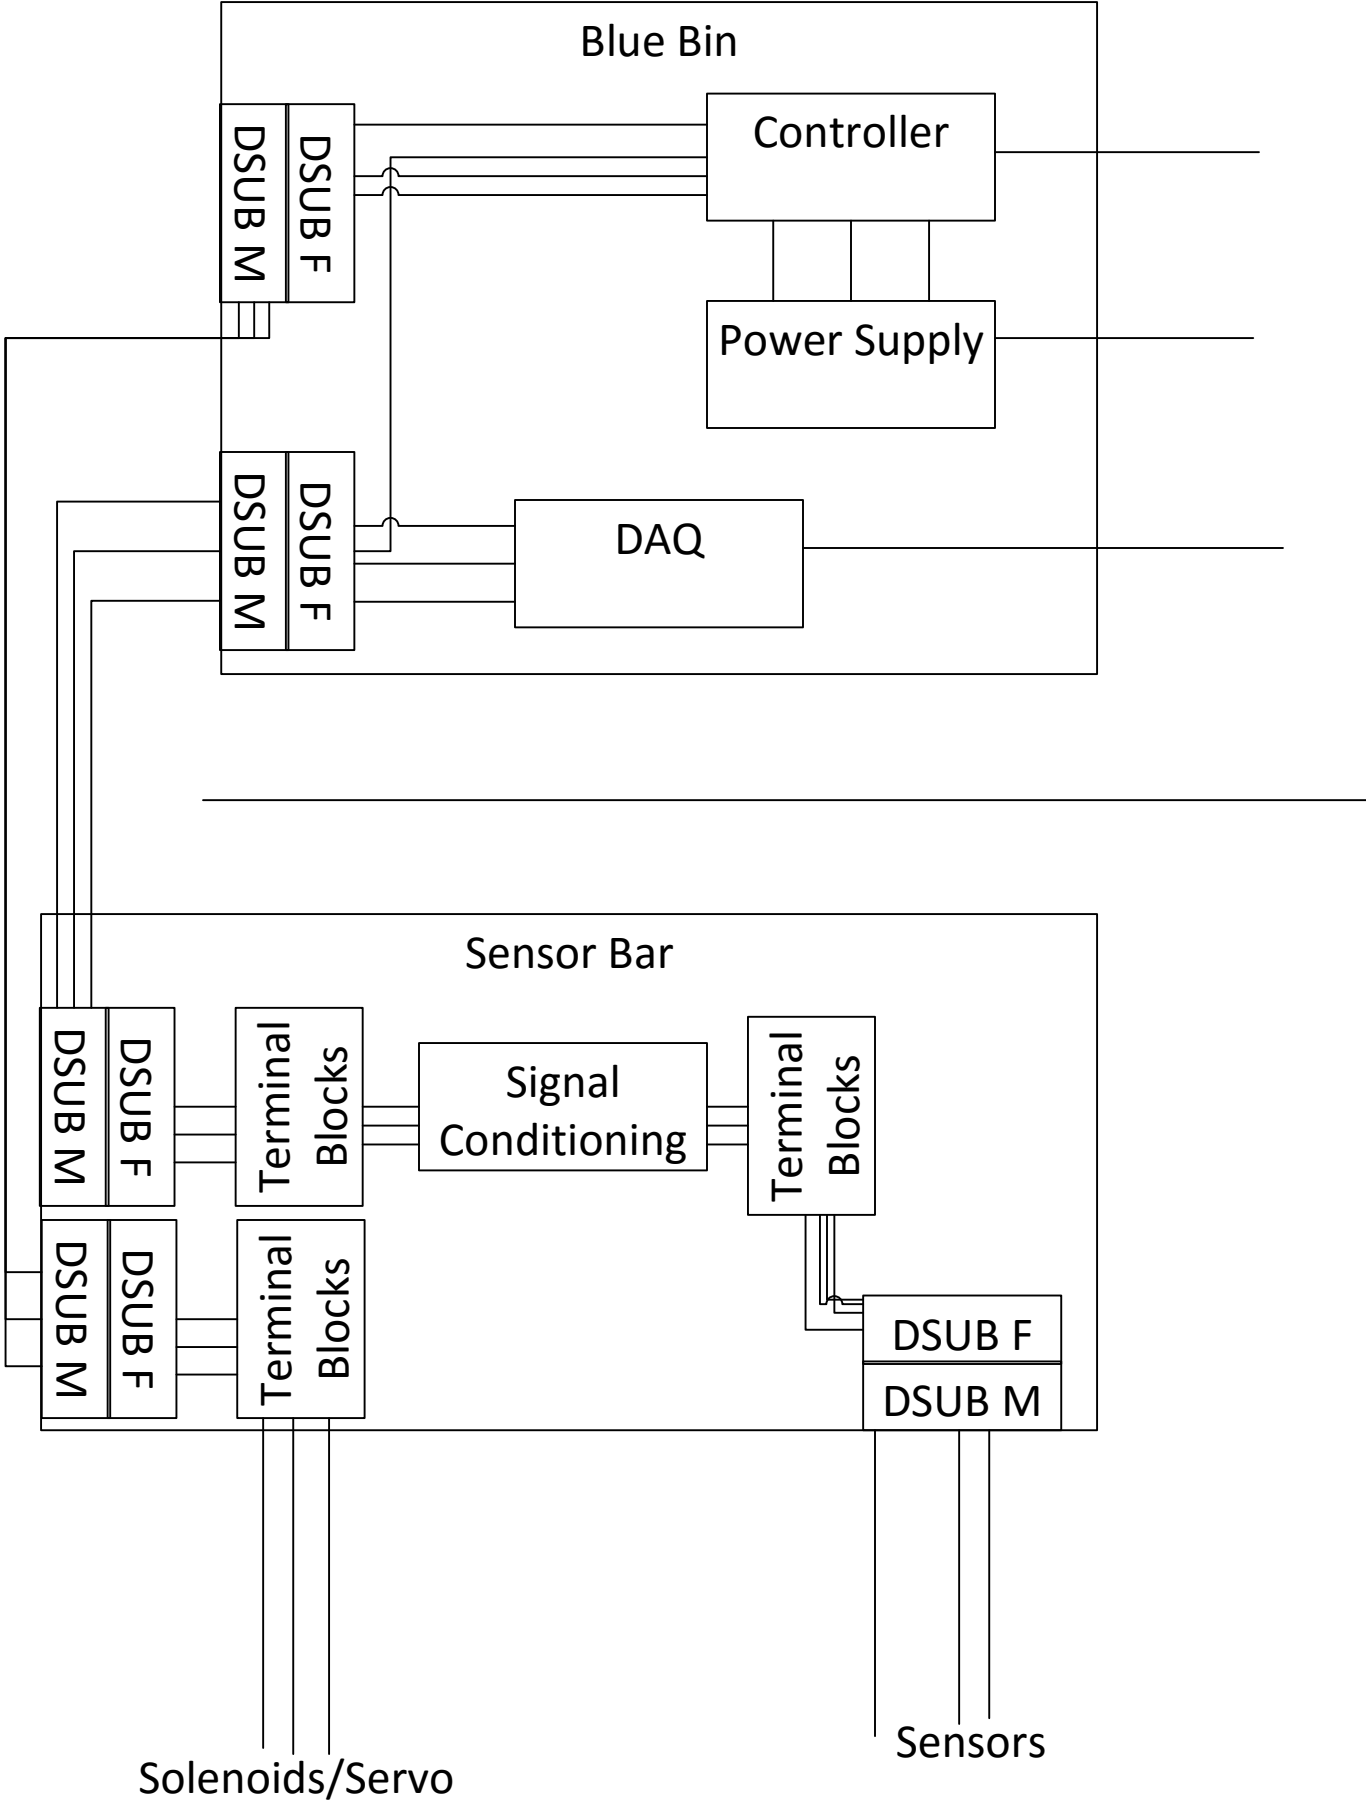 Blue Bin
DSUB M
DSUB F
Controller
Power Supply
DSUB M
DSUB F
DAQ
Sensor Bar
DSUB M
DSUB F
Terminal
Blocks
Signal
Conditioning
Terminal
Blocks
DSUB M
DSUB F
Terminal
Blocks
DSUB F
DSUB M
Sensors
Solenoids/Servo